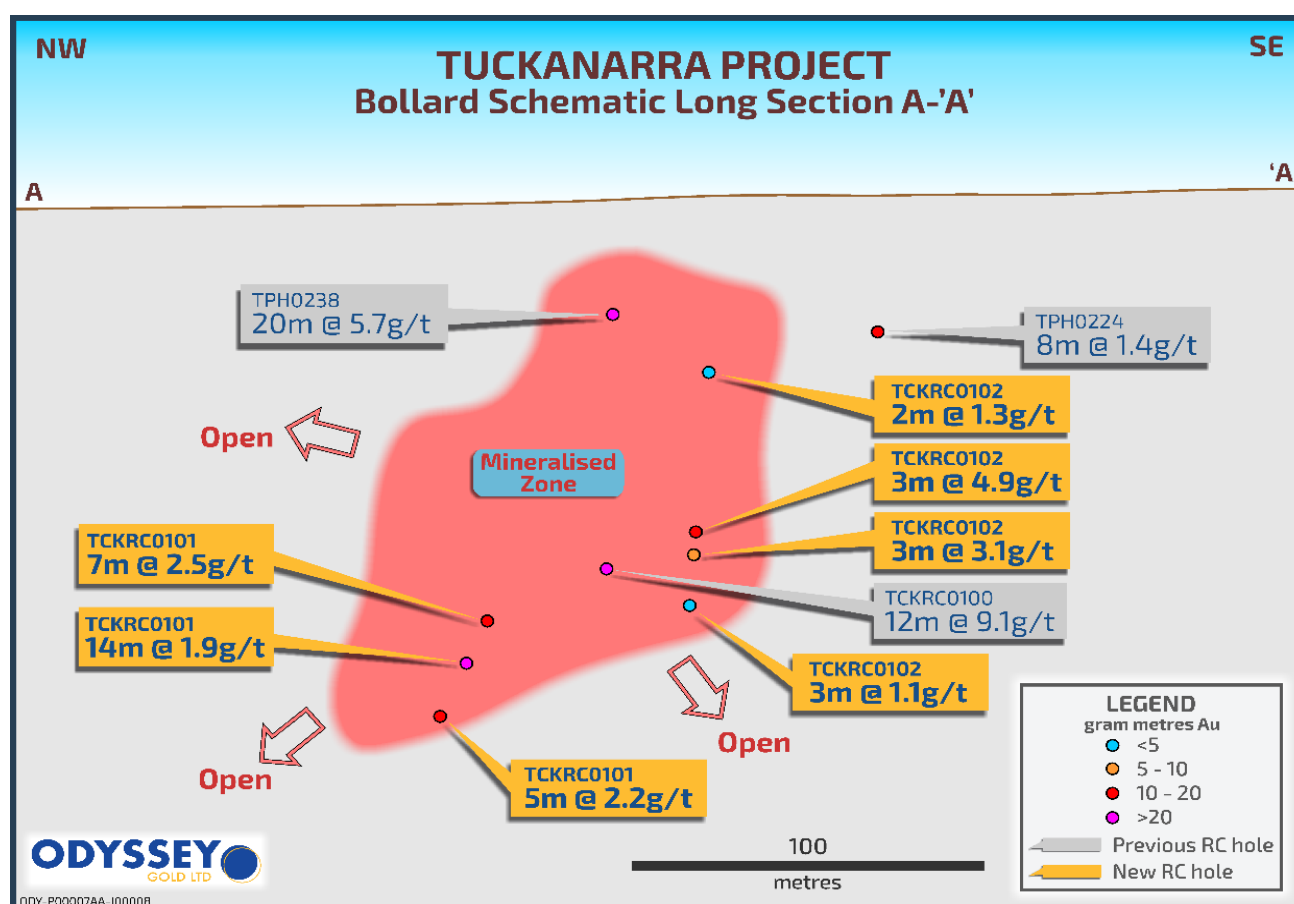 NW
SE
TUCKANARRA PROJECT
Bollard Schematic Long Section A-'A'
A
‘A
TPH0238
20m @ 5.7g/t
TPH0224
8m @ 1.4g/t
TCKRC0102
2m @ 1.3g/t
Open
TCKRC0102
3m @ 4.9g/t
Mineralised
Zone
TCKRC0102
3m @ 3.1g/t
TCKRC0101
7m @ 2.5g/t
TCKRC0100
12m @ 9.1g/t
TCKRC0101
14m @ 1.9g/t
TCKRC0102
3m @ 1.1g/t
Open
Open
TCKRC0101
5m @ 2.2g/t
LEGEND
gram metres Au
<5
5 - 10
10 - 20
>20
Previous RC hole
New RC hole
100
metres
ODYSSEY
GOLD LTD
ODY-P00007AA-J00008